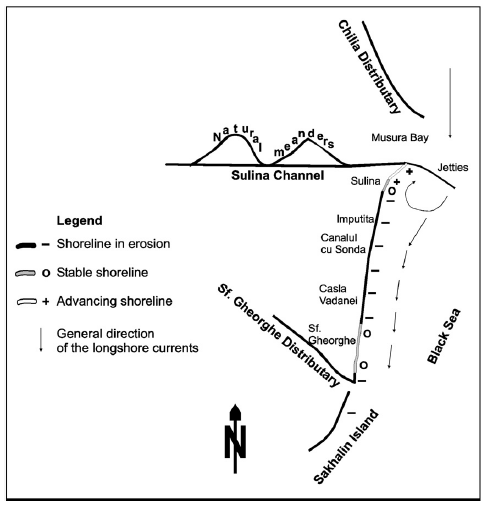 Chilia Distributary
Natural
meanders
Musura Bay
Jetties
Sulina Channel
Sulina
+
+
O
–
Imputita
–
Canalul
cu Sonda
–
–
Casla
Vadanei
–
Legend
– Shoreline in erosion
O Stable shoreline
+ Advancing shoreline
General direction
of the longshore currents
Sf. Gheorghe Distributary
Sf.
Gheorghe
O
O
–
Black Sea
–
Sakhalin Island
N